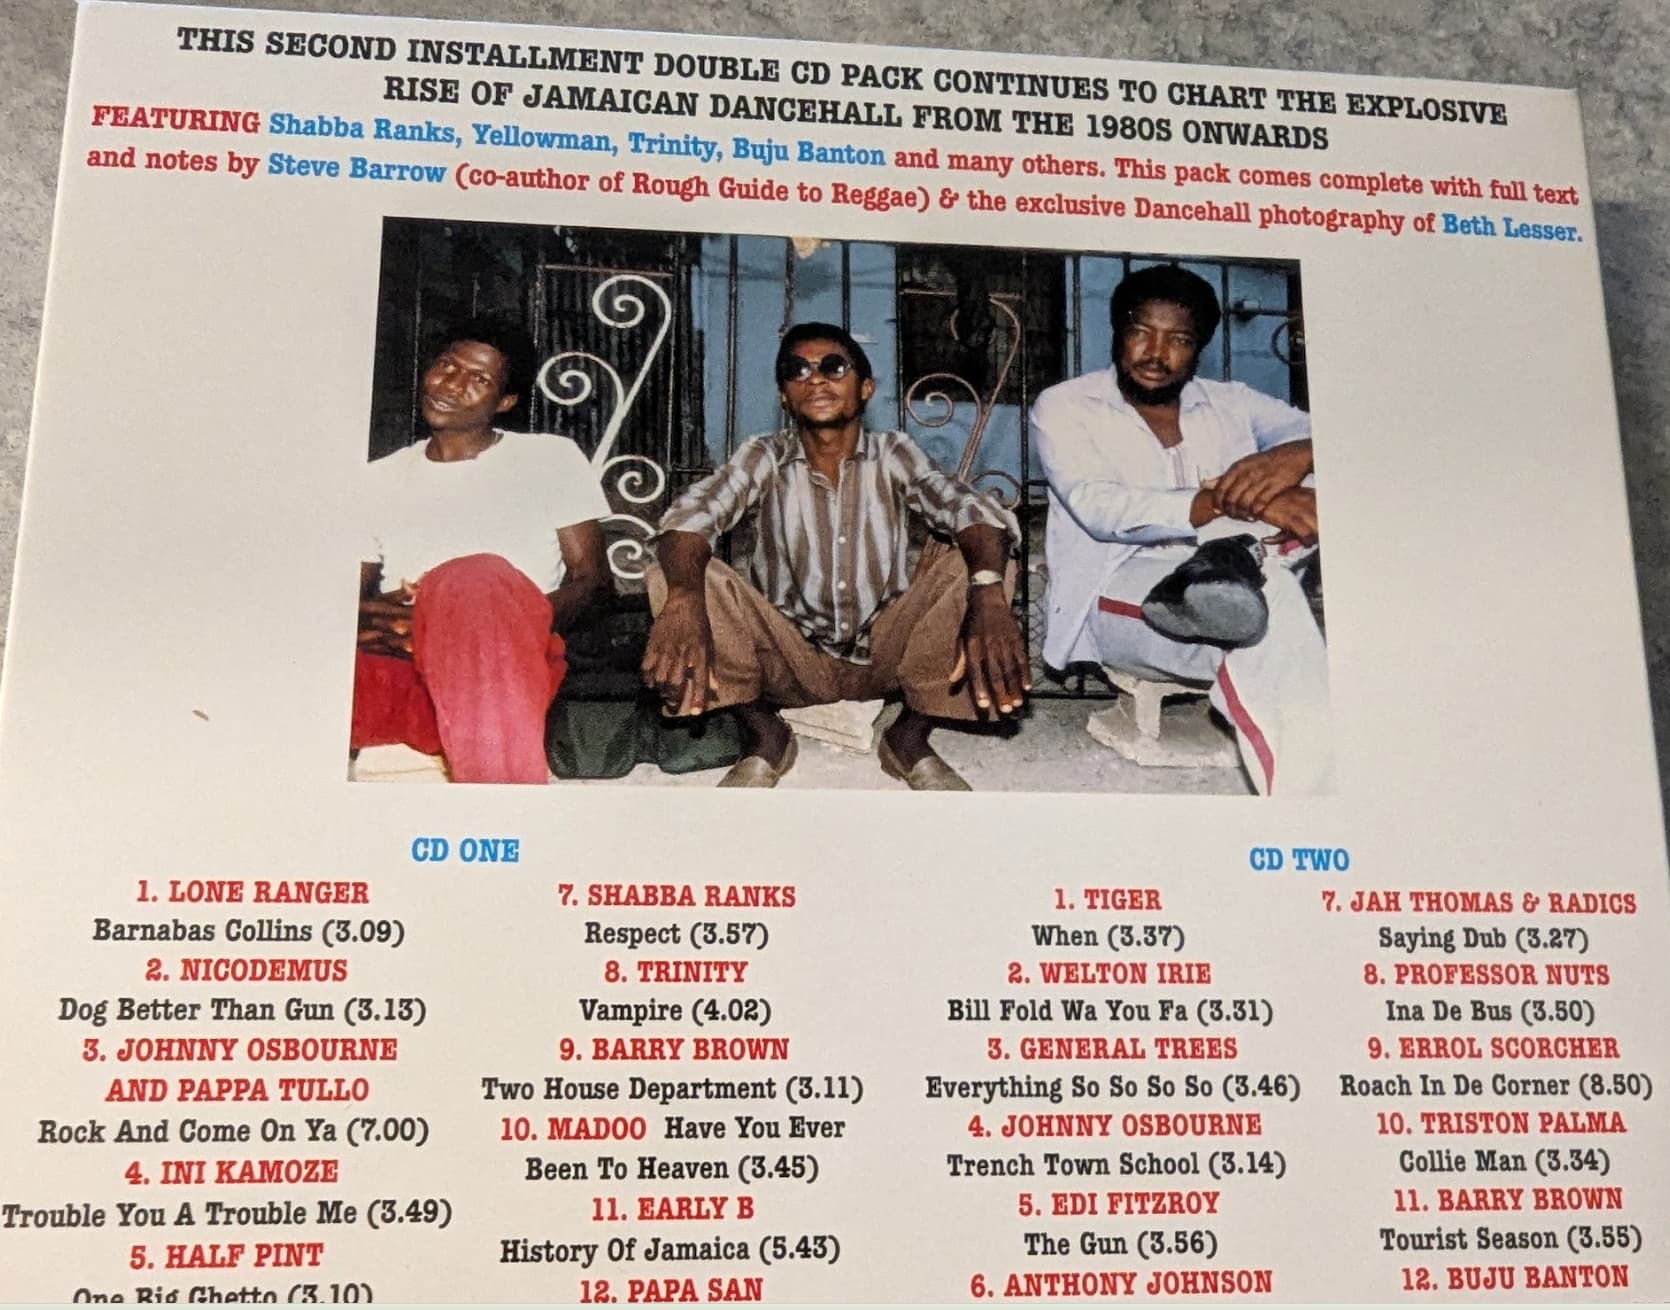 THIS SECOND INSTALLMENT DOUBLE CD PACK CONTINUES TO CHART THE EXPLOSIVE
RISE OF JAMAICAN DANCEHALL FROM THE 1980S ONWARDS
FEATURING Shabba Ranks, Yellowman, Trinity, Buju Banton and many others. This pack comes complete with full text
and notes by Steve Barrow (co-author of Rough Guide to Reggae) & the exclusive Dancehall photography of Beth Lesser.
CD ONE
1. LONE RANGER
Barnabas Collins (3.09)
2. NICODEMUS
Dog Better Than Gun (3.13)
3. JOHNNY OSBOURNE
AND PAPPA TULLO
Rock And Come On Ya (7.00)
4. INI KAMOZE
Trouble You A Trouble Me (3.49)
5. HALF PINT
One Big Ghetto (3.10)
7. SHABBA RANKS
Respect (3.57)
8. TRINITY
Vampire (4.02)
9. BARRY BROWN
Two House Department (3.11)
10. MADOO Have You Ever
Been To Heaven (3.45)
11. EARLY B
History Of Jamaica (5.43)
12. PAPA SAN
CD TWO
1. TIGER
When (3.37)
2. WELTON IRIE
Bill Fold Wa You Fa (3.31)
3. GENERAL TREES
Everything So So So So (3.46)
4. JOHNNY OSBOURNE
Trench Town School (3.14)
5. EDI FITZROY
The Gun (3.56)
6. ANTHONY JOHNSON
7. JAH THOMAS & RADICS
Saying Dub (3.27)
8. PROFESSOR NUTS
Ina De Bus (3.50)
9. ERROL SCORCHER
Roach In De Corner (8.50)
10. TRISTON PALMA
Collie Man (3.34)
11. BARRY BROWN
Tourist Season (3.55)
12. BUJU BANTON